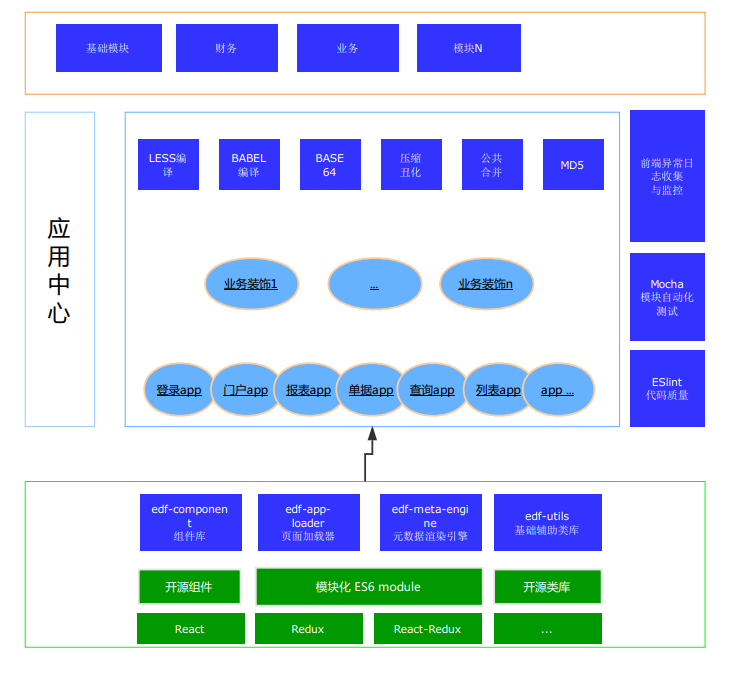 基础模块
财务
业务
模块N
应
用
中
心
LESS编
译
BABEL
编译
BASE
64
压缩
丑化
公共
合并
MD5
前端异常日
志收集
与监控
业务装饰1
...
业务装饰n
Mocha
模块自动化
测试
登录app
门户app
报表app
单据app
查询app
列表app
app ...
ESlint
代码质量
edf-componen
t
组件库
edf-app-
loader
页面加载器
edf-meta-engi
ne
元数据渲染引擎
edf-utils
基础辅助类库
开源组件
模块化 ES6 module
开源类库
React
Redux
React-Redux
...